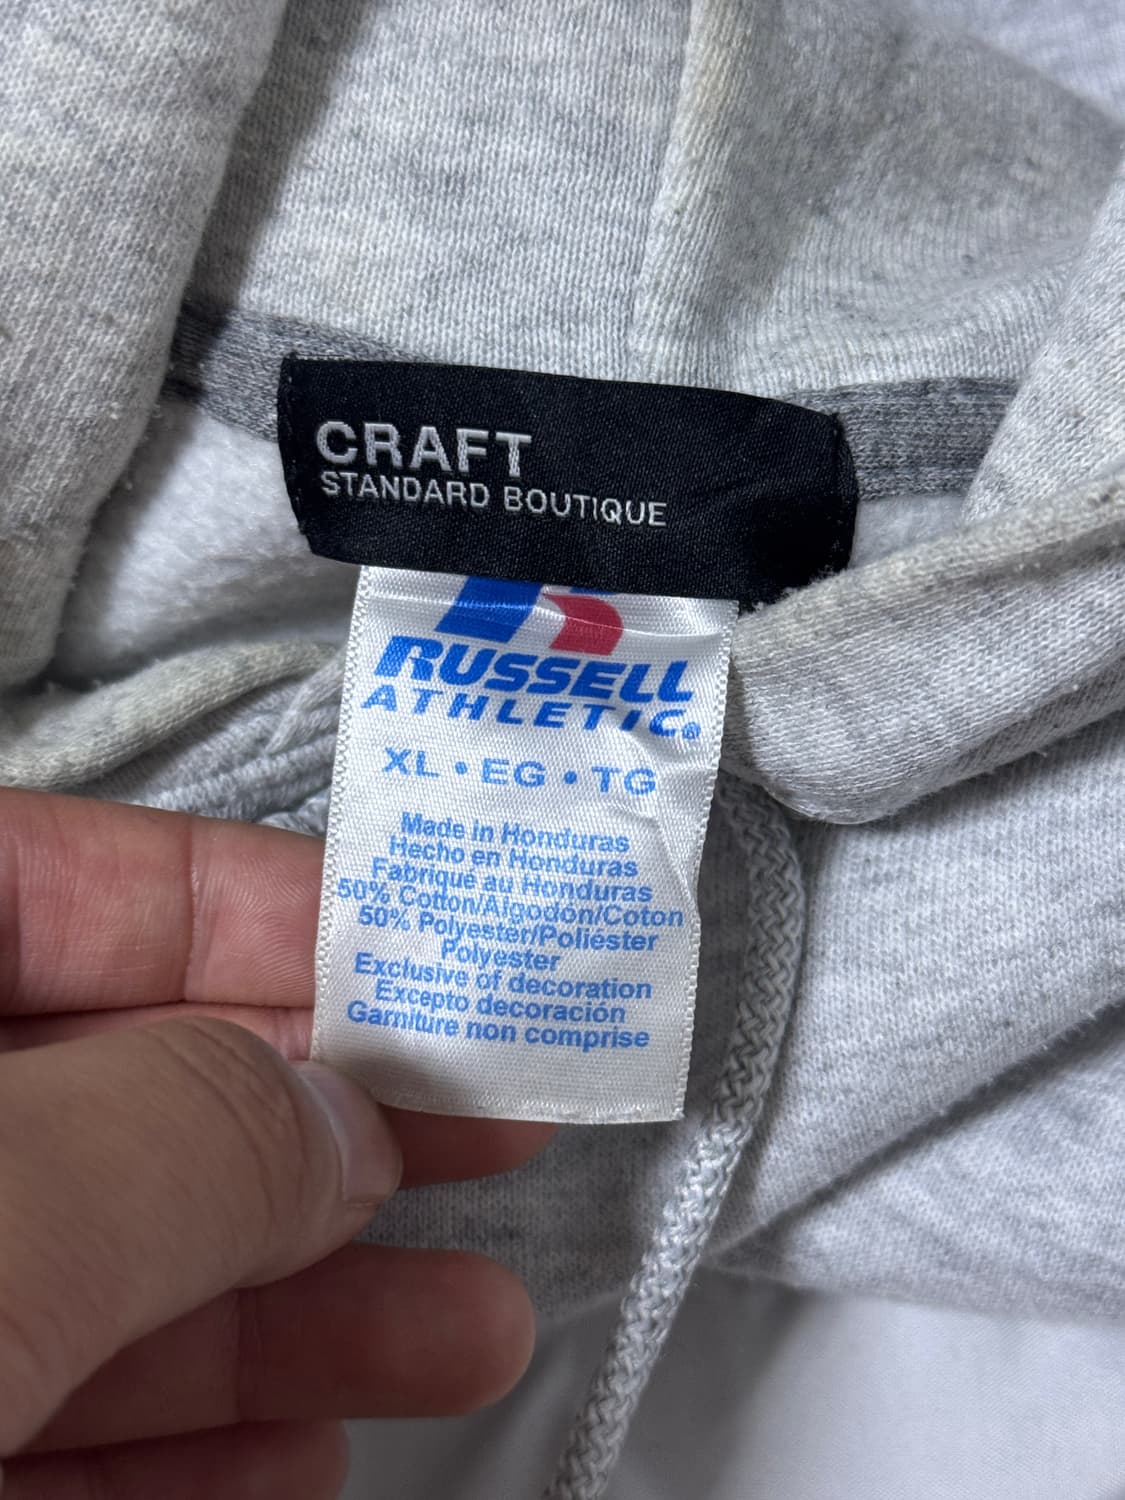 CRAFT
STANDARD BOUTIQUE
RUSSELL
ATHLETIC®
XL • EG • TG
Made in Honduras
Hecho en Honduras
Fabrique au Honduras
50% Cotton/Algodón/Coton
50% Polyester/Poliéster
Polyester
Exclusive of decoration
Excepto decoración
Garniture non comprise